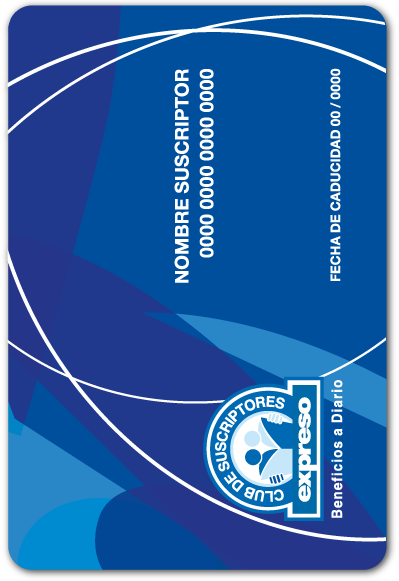 NOMBRE SUSCRIPTOR
0000 0000 0000 0000
FECHA DE CADUCIDAD 00 / 0000
CLUB DE SUSCRIPTORES
expreso
Beneficios a Diario